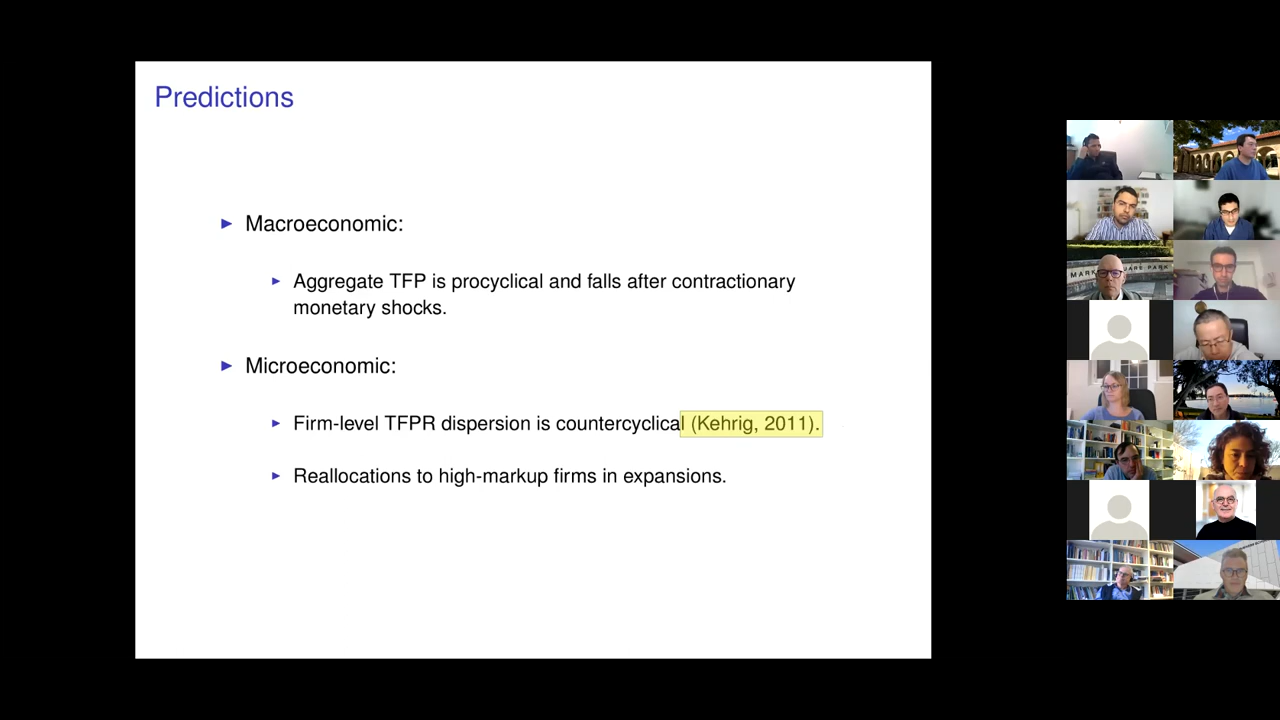 Predictions
Macroeconomic:
Aggregate TFP is procyclical and falls after contractionary
monetary shocks.
Microeconomic:
Firm-level TFPR dispersion is countercyclical (Kehrig, 2011).
Reallocations to high-markup firms in expansions.